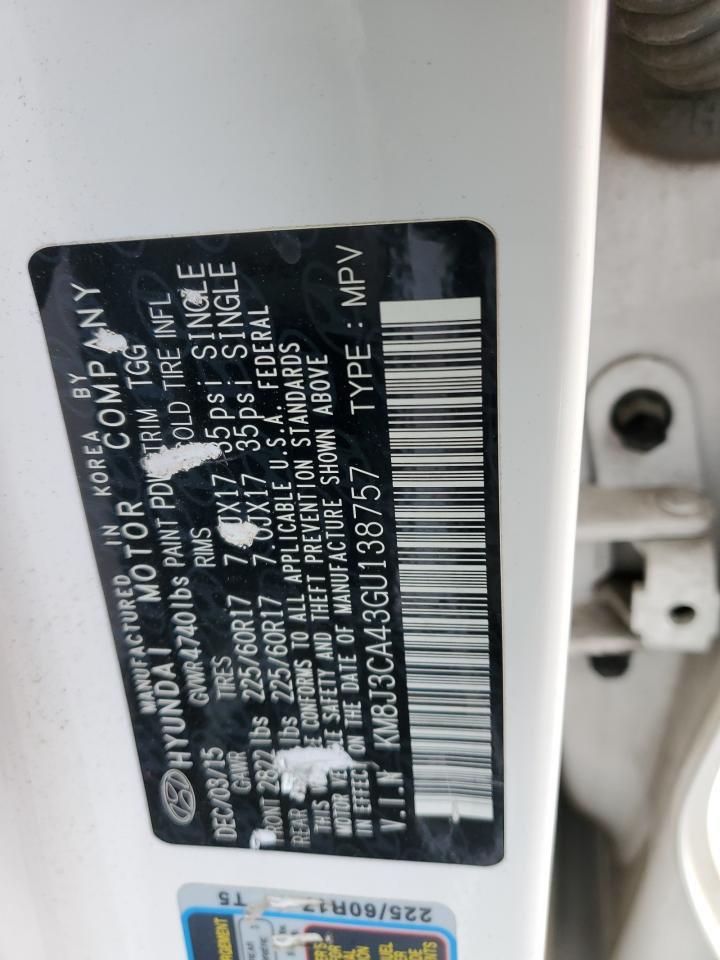 MANUFACTURED IN KOREA BY
HYUNDAI MOTOR COMPANY
DEC/03/15 GVWR 4740lbs PAINT TRIM TGG
GAWR TIRES RIMS COLD TIRE INFL
FRONT 2822 lbs 225/60R17 7.0JX17 35psi SINGLE
REAR lbs 225/60R17 7.0JX17 35psi SINGLE
THIS CONFORMS TO ALL APPLICABLE U.S.A. FEDERAL
MOTOR VEHICLE SAFETY AND THEFT PREVENTION STANDARDS
IN EFFECT ON THE DATE OF MANUFACTURE SHOWN ABOVE
V.I.N KM8J3CA43GU138757 TYPE : MPV
225/60R17
T5